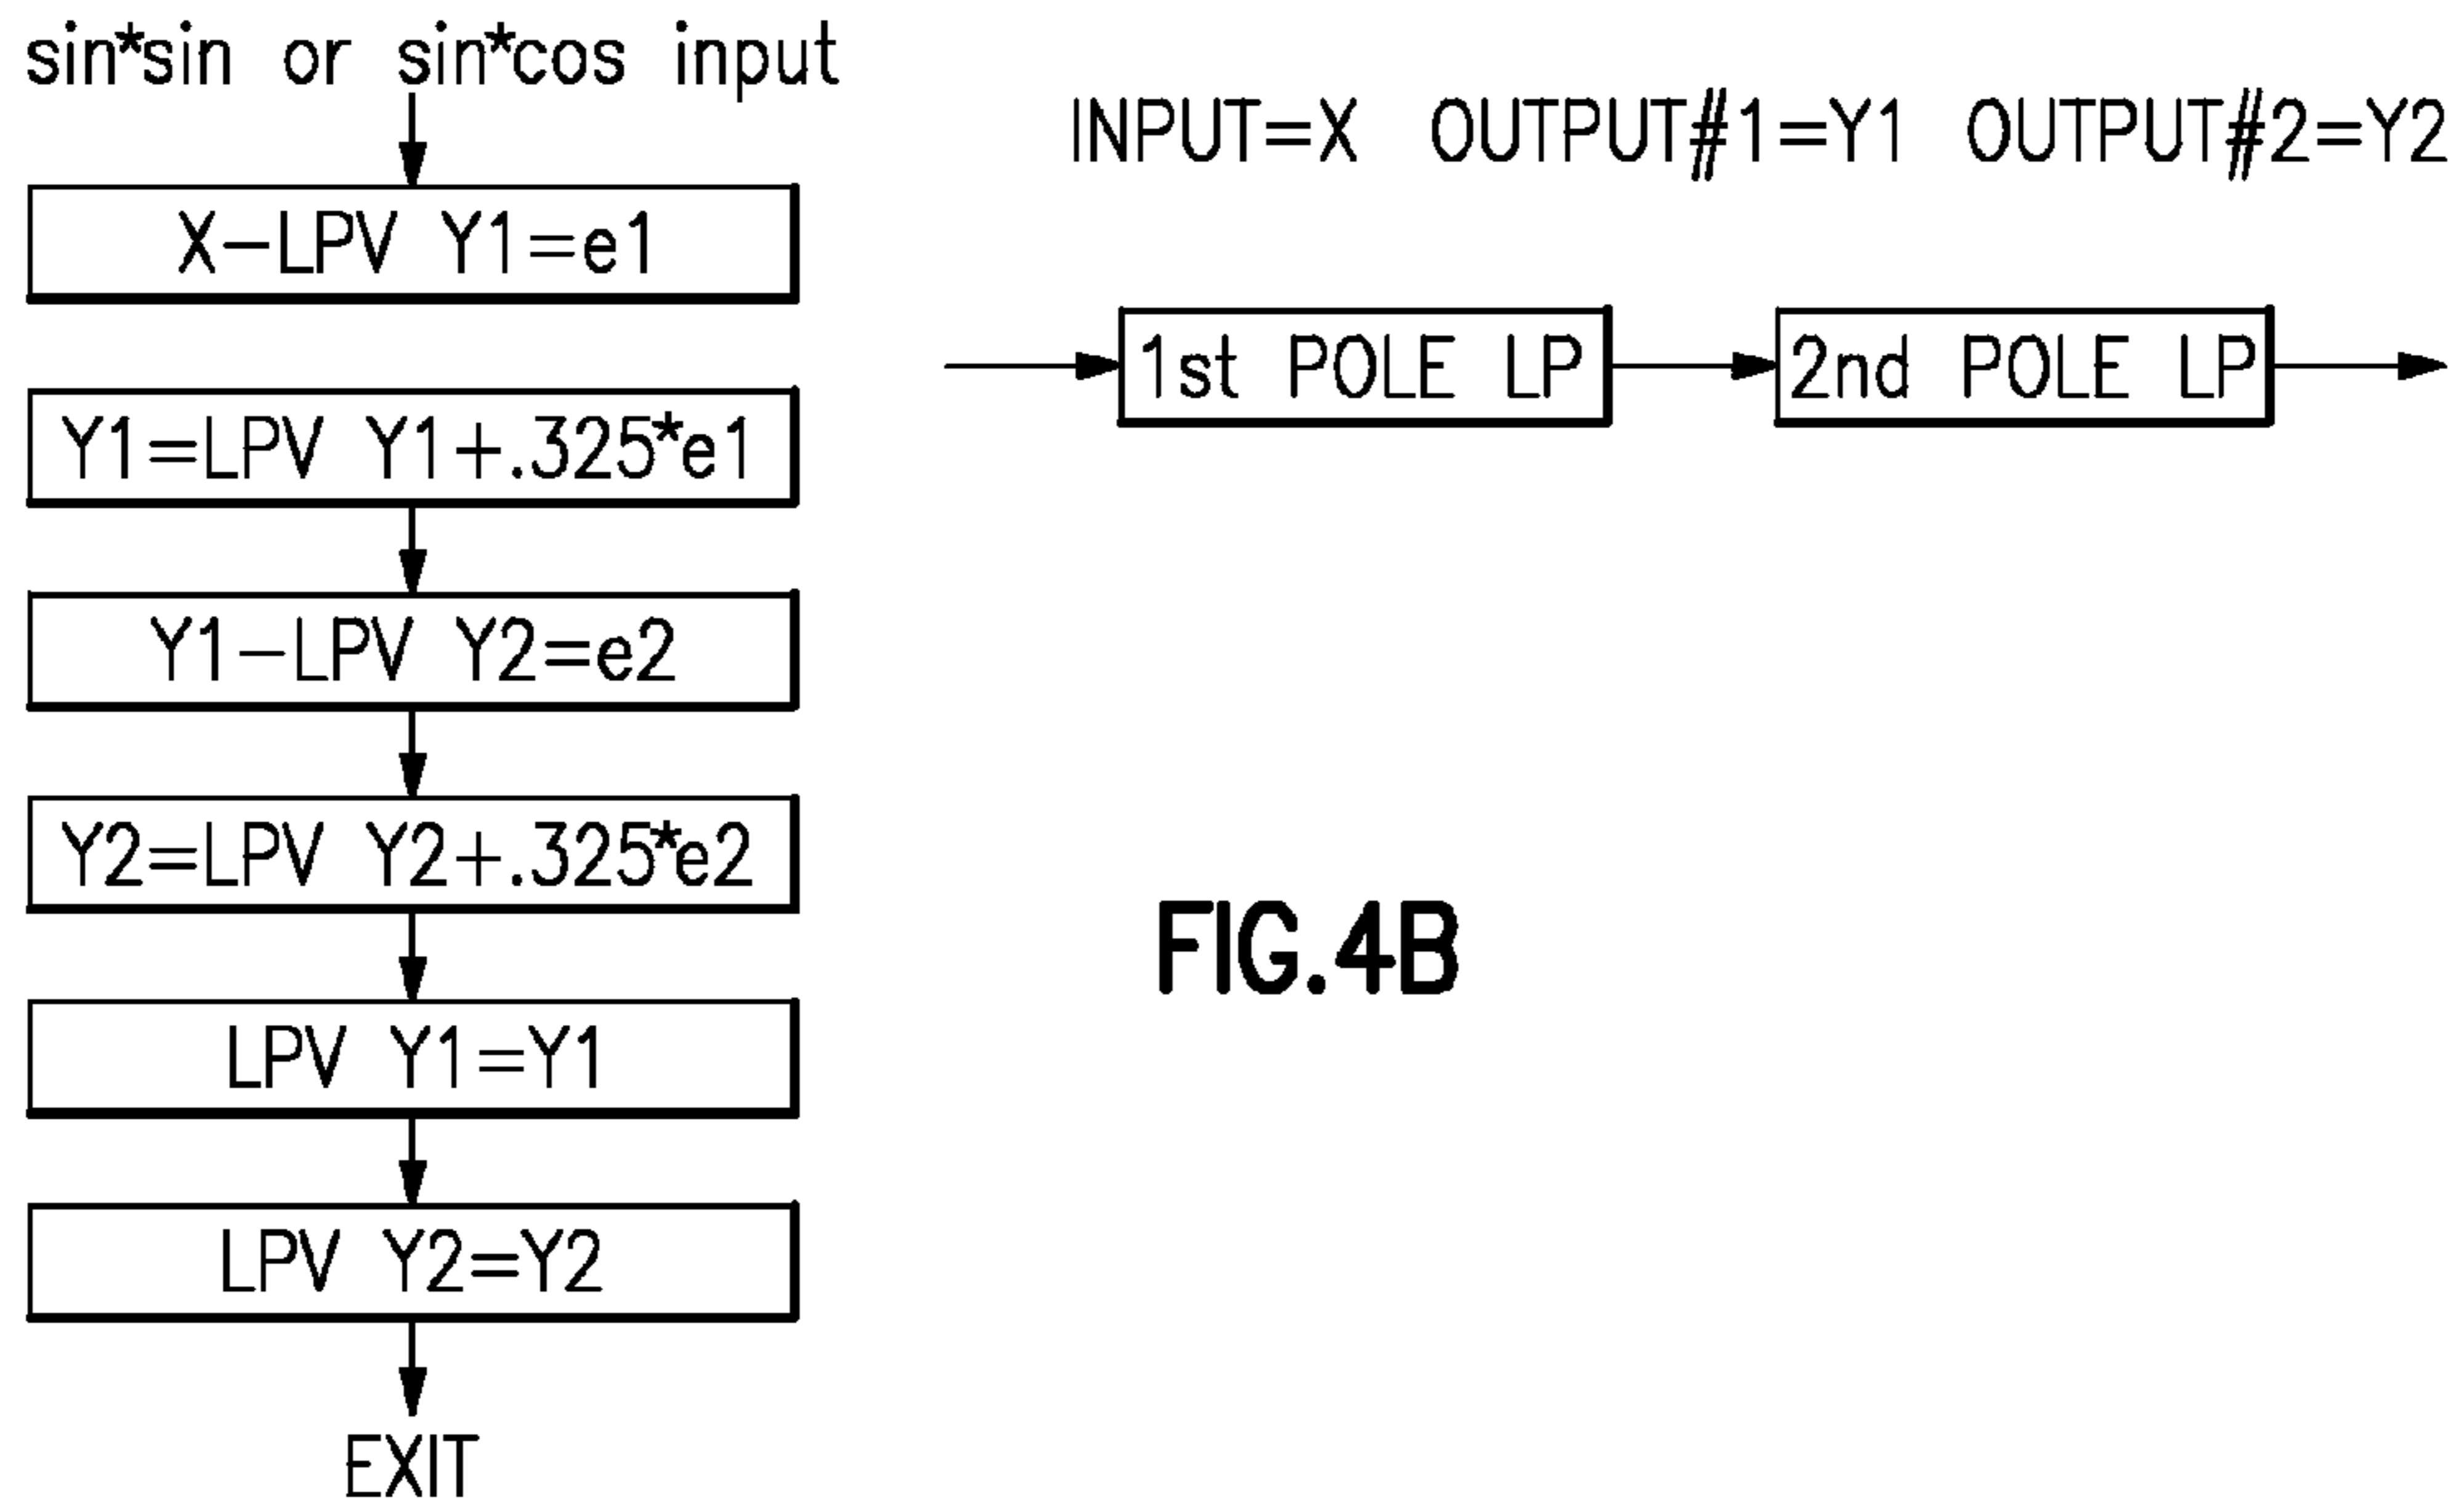 sin*sin or sin*cos input
INPUT=X OUTPUT#1=Y1 OUTPUT#2=Y2
X-LPV Y1=e1
1st POLE LP
2nd POLE LP
Y1=LPV Y1+.325*e1
Y1-LPV Y2=e2
Y2=LPV Y2+.325*e2
LPV Y1=Y1
LPV Y2=Y2
EXIT
FIG.4B